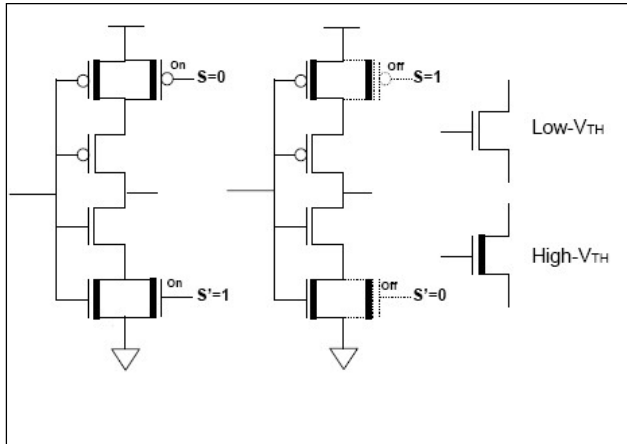 On
S=0
Off
S=1
Low-VTH
On
S'=1
Off
S'=0
High-VTH